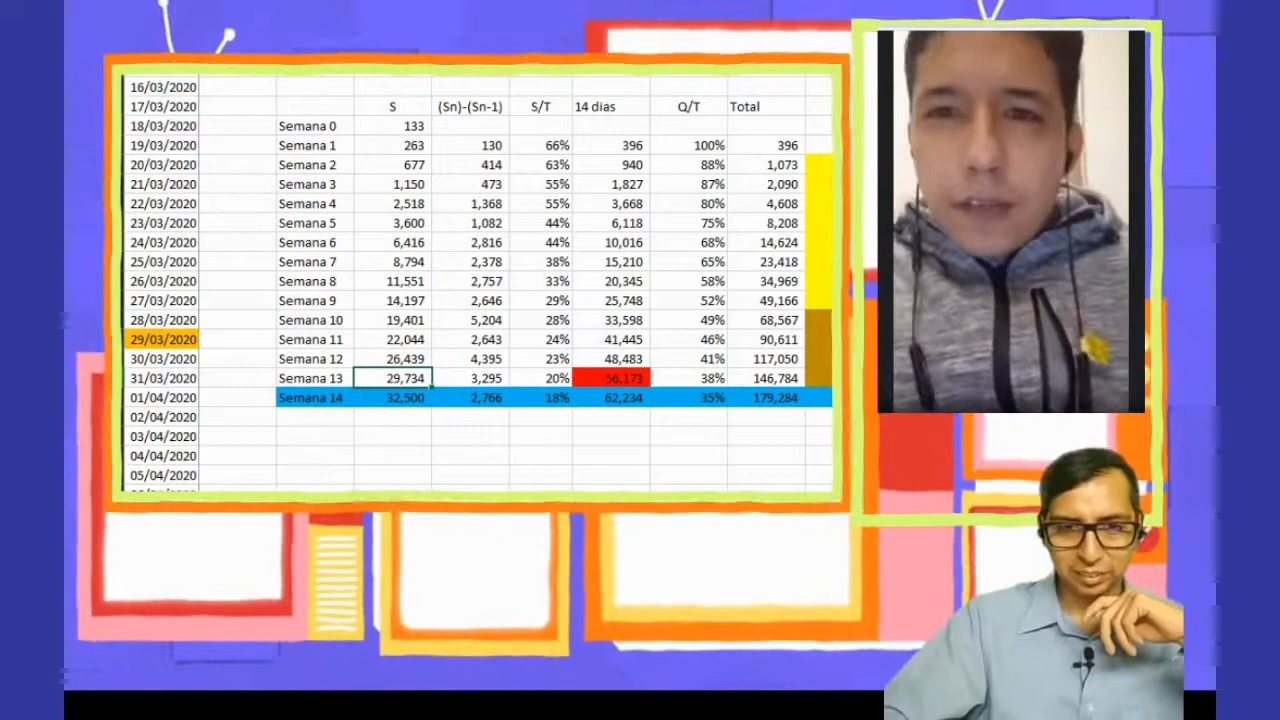 16/03/2020
17/03/2020 S (Sn)-(Sn-1) S/T 14 dias Q/T Total
18/03/2020 Semana 0 133
19/03/2020 Semana 1 263 130 66% 396 100% 396
20/03/2020 Semana 2 677 414 63% 940 88% 1,073
21/03/2020 Semana 3 1,150 473 55% 1,827 87% 2,090
22/03/2020 Semana 4 2,518 1,368 55% 3,668 80% 4,608
23/03/2020 Semana 5 3,600 1,082 44% 6,118 75% 8,208
24/03/2020 Semana 6 6,416 2,816 44% 10,016 68% 14,624
25/03/2020 Semana 7 8,794 2,378 38% 15,210 65% 23,418
26/03/2020 Semana 8 11,551 2,757 33% 20,345 58% 34,969
27/03/2020 Semana 9 14,197 2,646 29% 25,748 52% 49,166
28/03/2020 Semana 10 19,401 5,204 28% 33,598 49% 68,567
29/03/2020 Semana 11 22,044 2,643 24% 41,445 46% 90,611
30/03/2020 Semana 12 26,439 4,395 23% 48,483 41% 117,050
31/03/2020 Semana 13 29,734 3,295 20% 56,173 38% 146,784
01/04/2020 Semana 14 32,500 2,766 18% 62,234 35% 179,284
02/04/2020
03/04/2020
04/04/2020
05/04/2020